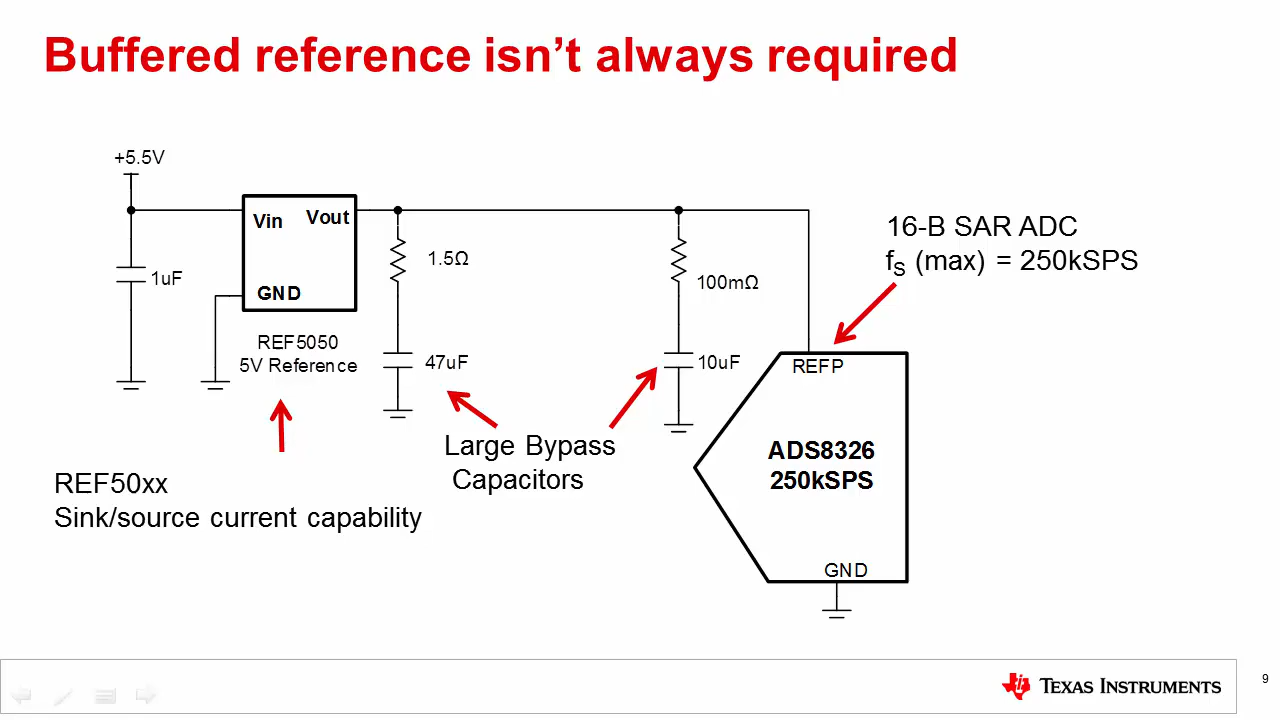 Buffered reference isn't always required
+5.5V
Vin
Vout
GND
1uF
REF5050
5V Reference
1.5Ω
47uF
100mΩ
10uF
16-B SAR ADC
fS (max) = 250kSPS
REFP
ADS8326
250kSPS
GND
Large Bypass
Capacitors
REF50xx
Sink/source current capability
TEXAS INSTRUMENTS
9